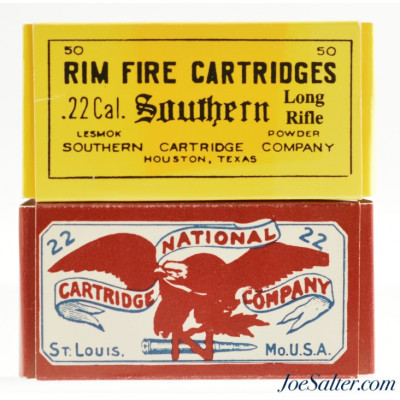 50 50
RIM FIRE CARTRIDGES
.22 Cal. Southern Long Rifle
LESMOK POWDER
SOUTHERN CARTRIDGE COMPANY
HOUSTON, TEXAS
22 NATIONAL 22
CARTRIDGE COMPANY
ST. LOUIS. MO. U.S.A.
JoeSalter.com